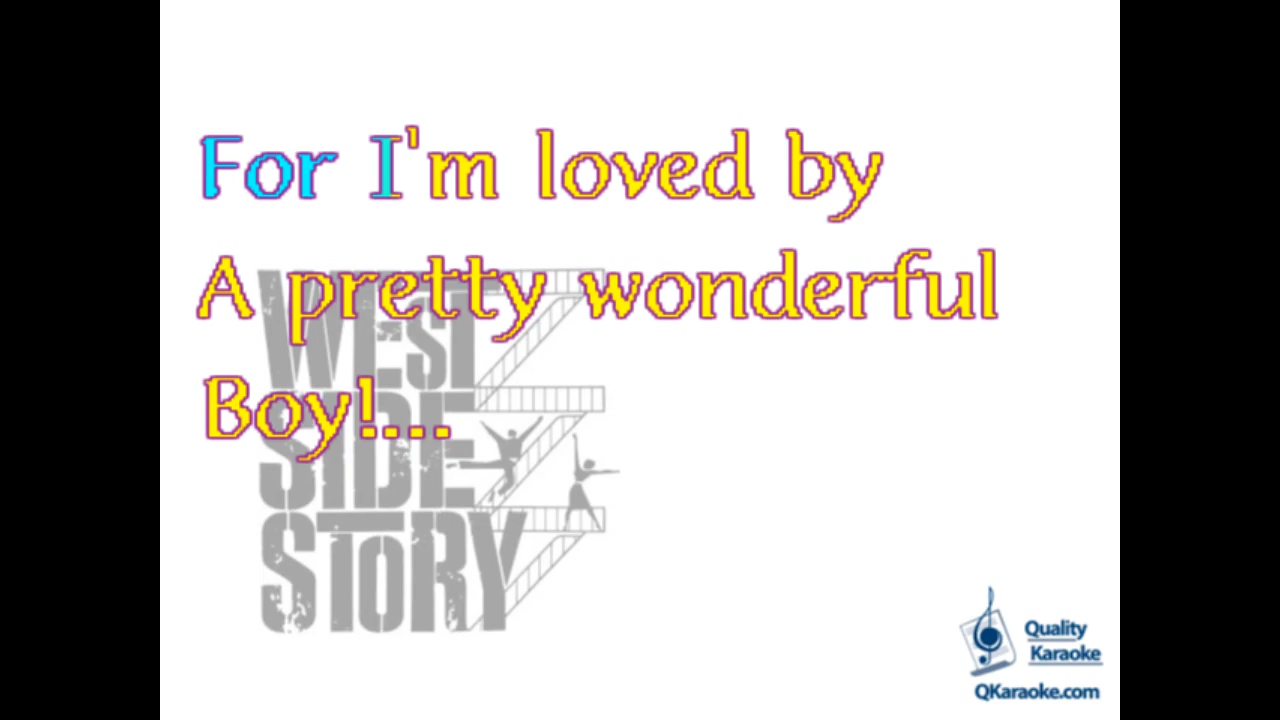 For I'm loved by
A pretty wonderful
Boy!....
WEST
SIDE
STORY
Quality
Karaoke
QKaraoke.com